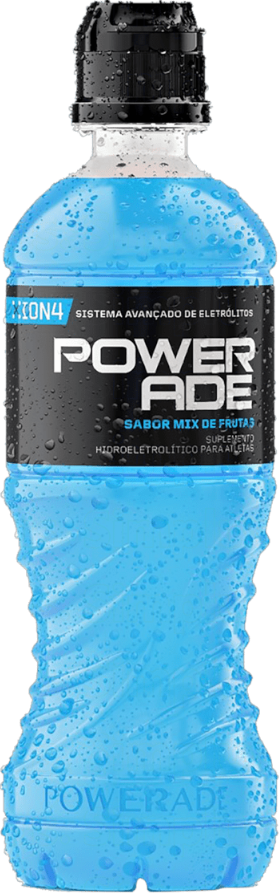 ION4
SISTEMA AVANÇADO DE ELETRÓLITOS
POWER
ADE
SABOR MIX DE FRUTAS
SUPLEMENTO
HIDROELETROLÍTICO PARA ATLETAS
POWERADE